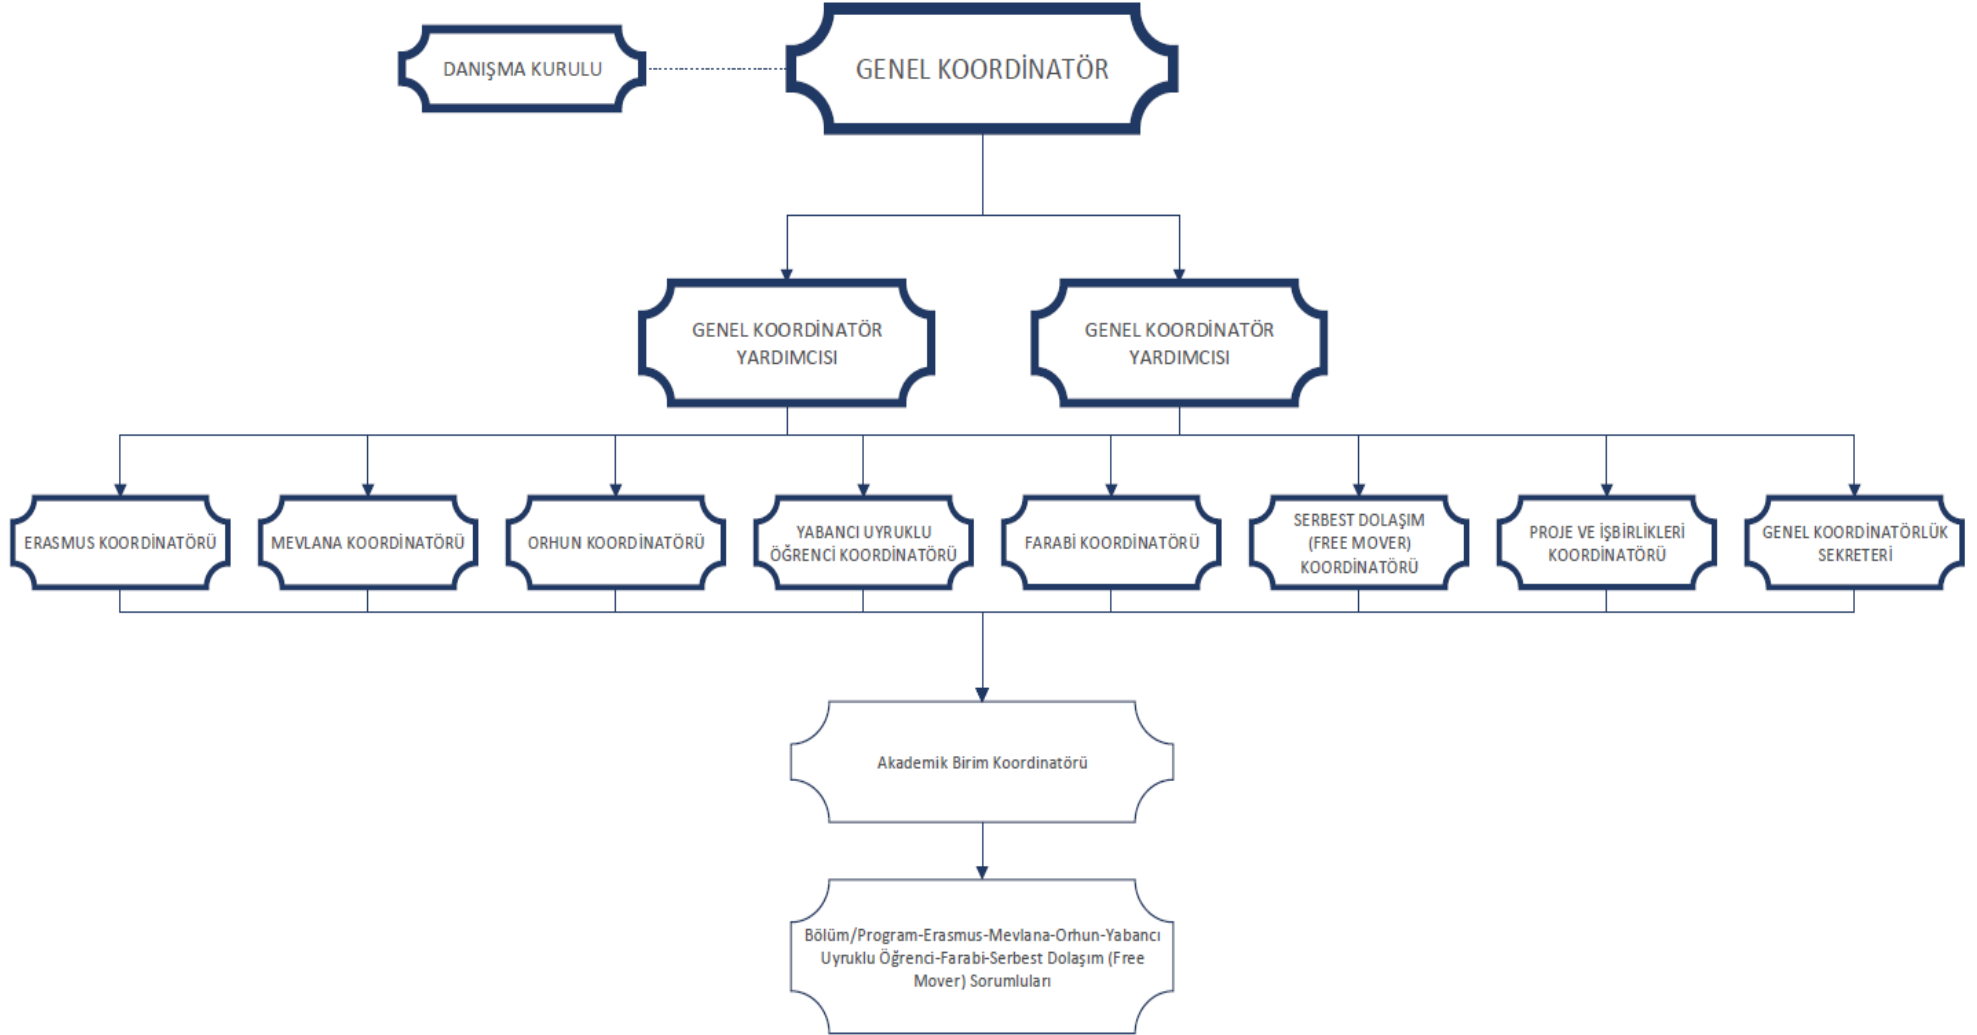 DANIŞMA KURULU
GENEL KOORDİNATÖR
GENEL KOORDİNATÖR
YARDIMCISI
GENEL KOORDİNATÖR
YARDIMCISI
ERASMUS KOORDİNATÖRÜ
MEVLANA KOORDİNATÖRÜ
ORHUN KOORDİNATÖRÜ
YABANCI UYRUKLU
ÖĞRENCİ KOORDİNATÖRÜ
FARABİ KOORDİNATÖRÜ
SERBEST DOLAŞIM
(FREE MOVER)
KOORDİNATÖRÜ
PROJE VE İŞBİRLİKLERİ
KOORDİNATÖRÜ
GENEL KOORDİNATÖRLÜK
SEKRETERİ
Akademik Birim Koordinatörü
Bölüm/Program-Erasmus-Mevlana-Orhun-Yabancı
Uyruklu Öğrenci-Farabi-Serbest Dolaşım (Free
Mover) Sorumluları